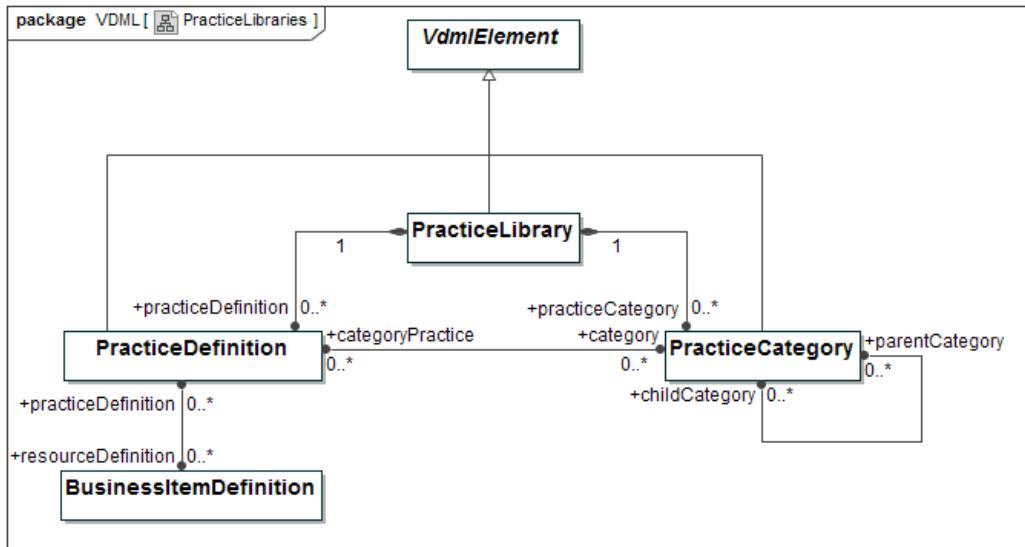 package VDML [ PracticeLibraries ]
VdmlElement
PracticeLibrary
1
1
+practiceDefinition 0..*
+practiceCategory 0..*
+categoryPractice
+category
PracticeDefinition
PracticeCategory
+parentCategory
0..*
0..*
0..*
+practiceDefinition 0..*
+childCategory 0..*
+resourceDefinition 0..*
BusinessItemDefinition